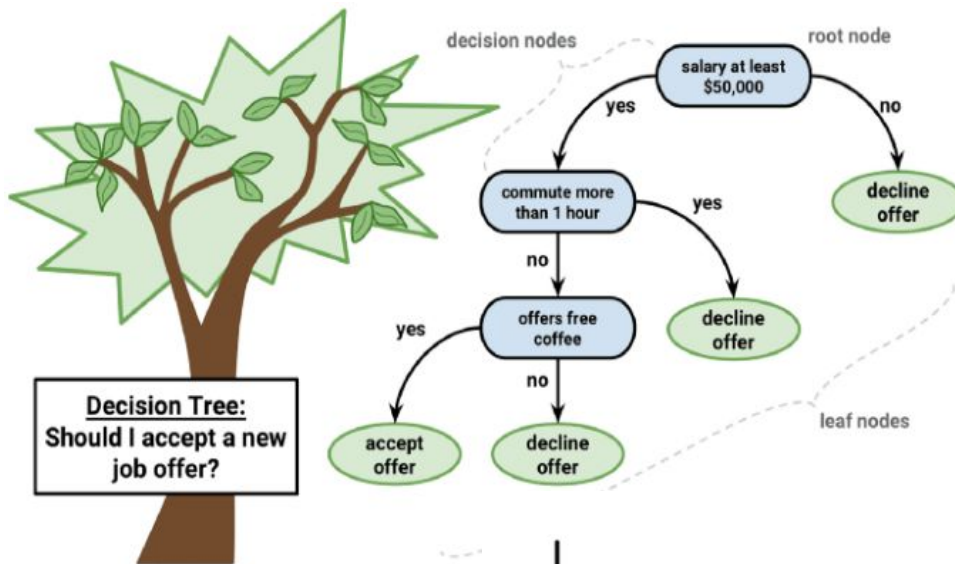 decision nodes
root node
salary at least
$50,000
yes
no
commute more
than 1 hour
yes
decline
offer
no
offers free
coffee
yes
decline
offer
no
Decision Tree:
Should I accept a new
job offer?
accept
offer
decline
offer
leaf nodes